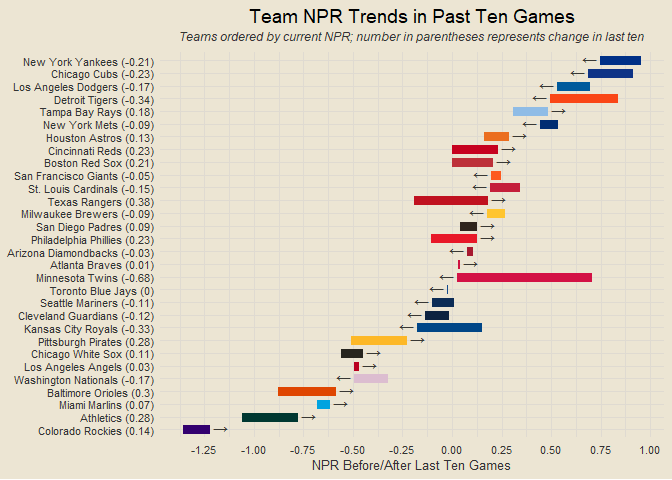 Team NPR Trends in Past Ten Games
Teams ordered by current NPR; number in parentheses represents change in last ten
New York Yankees (-0.21)
Chicago Cubs (-0.23)
Los Angeles Dodgers (-0.17)
Detroit Tigers (-0.34)
Tampa Bay Rays (0.18)
New York Mets (-0.09)
Houston Astros (0.13)
Cincinnati Reds (0.23)
Boston Red Sox (0.21)
San Francisco Giants (-0.05)
St. Louis Cardinals (-0.15)
Texas Rangers (0.38)
Milwaukee Brewers (-0.09)
San Diego Padres (0.09)
Philadelphia Phillies (0.23)
Arizona Diamondbacks (-0.03)
Atlanta Braves (0.01)
Minnesota Twins (-0.68)
Toronto Blue Jays (0)
Seattle Mariners (-0.11)
Cleveland Guardians (-0.12)
Kansas City Royals (-0.33)
Pittsburgh Pirates (0.28)
Chicago White Sox (0.11)
Los Angeles Angels (0.03)
Washington Nationals (-0.17)
Baltimore Orioles (0.3)
Miami Marlins (0.07)
Athletics (0.28)
Colorado Rockies (0.14)
-1.25 -1.00 -0.75 -0.50 -0.25 0.00 0.25 0.50 0.75 1.00
NPR Before/After Last Ten Games